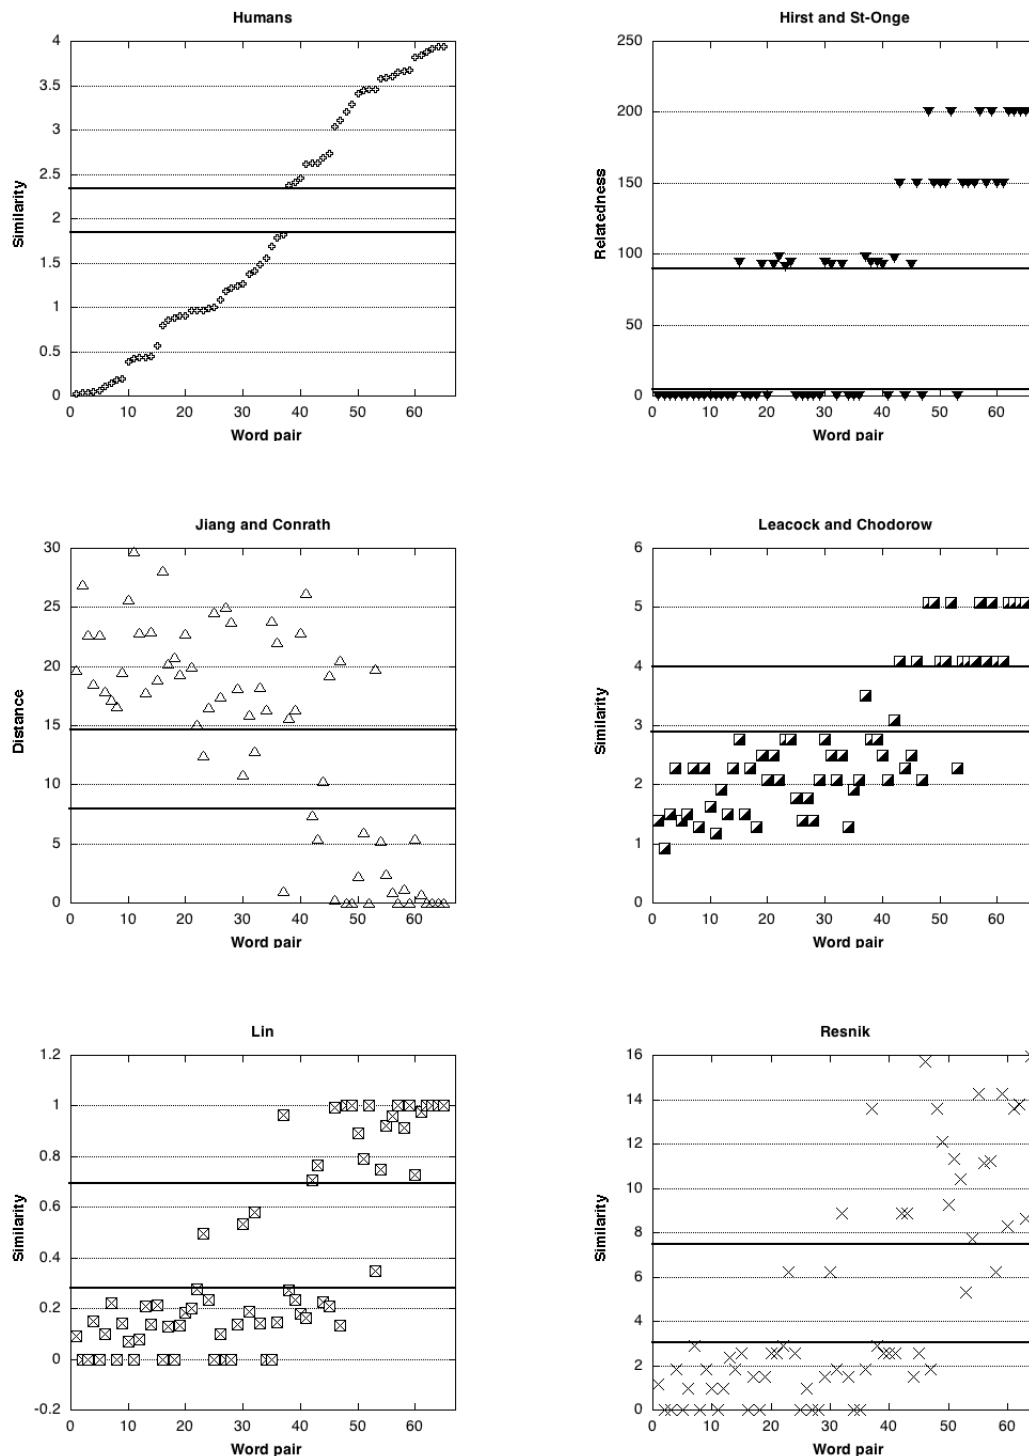 Humans
4
3.5
3
2.5
2
1.5
1
0.5
0
Similarity
0 10 20 30 40 50 60
Word pair
Hirst and St-Onge
250
200
150
100
50
0
Relatedness
0 10 20 30 40 50 60
Word pair
Jiang and Conrath
30
25
20
15
10
5
0
Distance
0 10 20 30 40 50 60
Word pair
Leacock and Chodorow
6
5
4
3
2
1
0
Similarity
0 10 20 30 40 50 60
Word pair
Lin
1.2
1
0.8
0.6
0.4
0.2
0
-0.2
Similarity
0 10 20 30 40 50 60
Word pair
Resnik
16
14
12
10
8
6
4
2
0
Similarity
0 10 20 30 40 50 60
Word pair